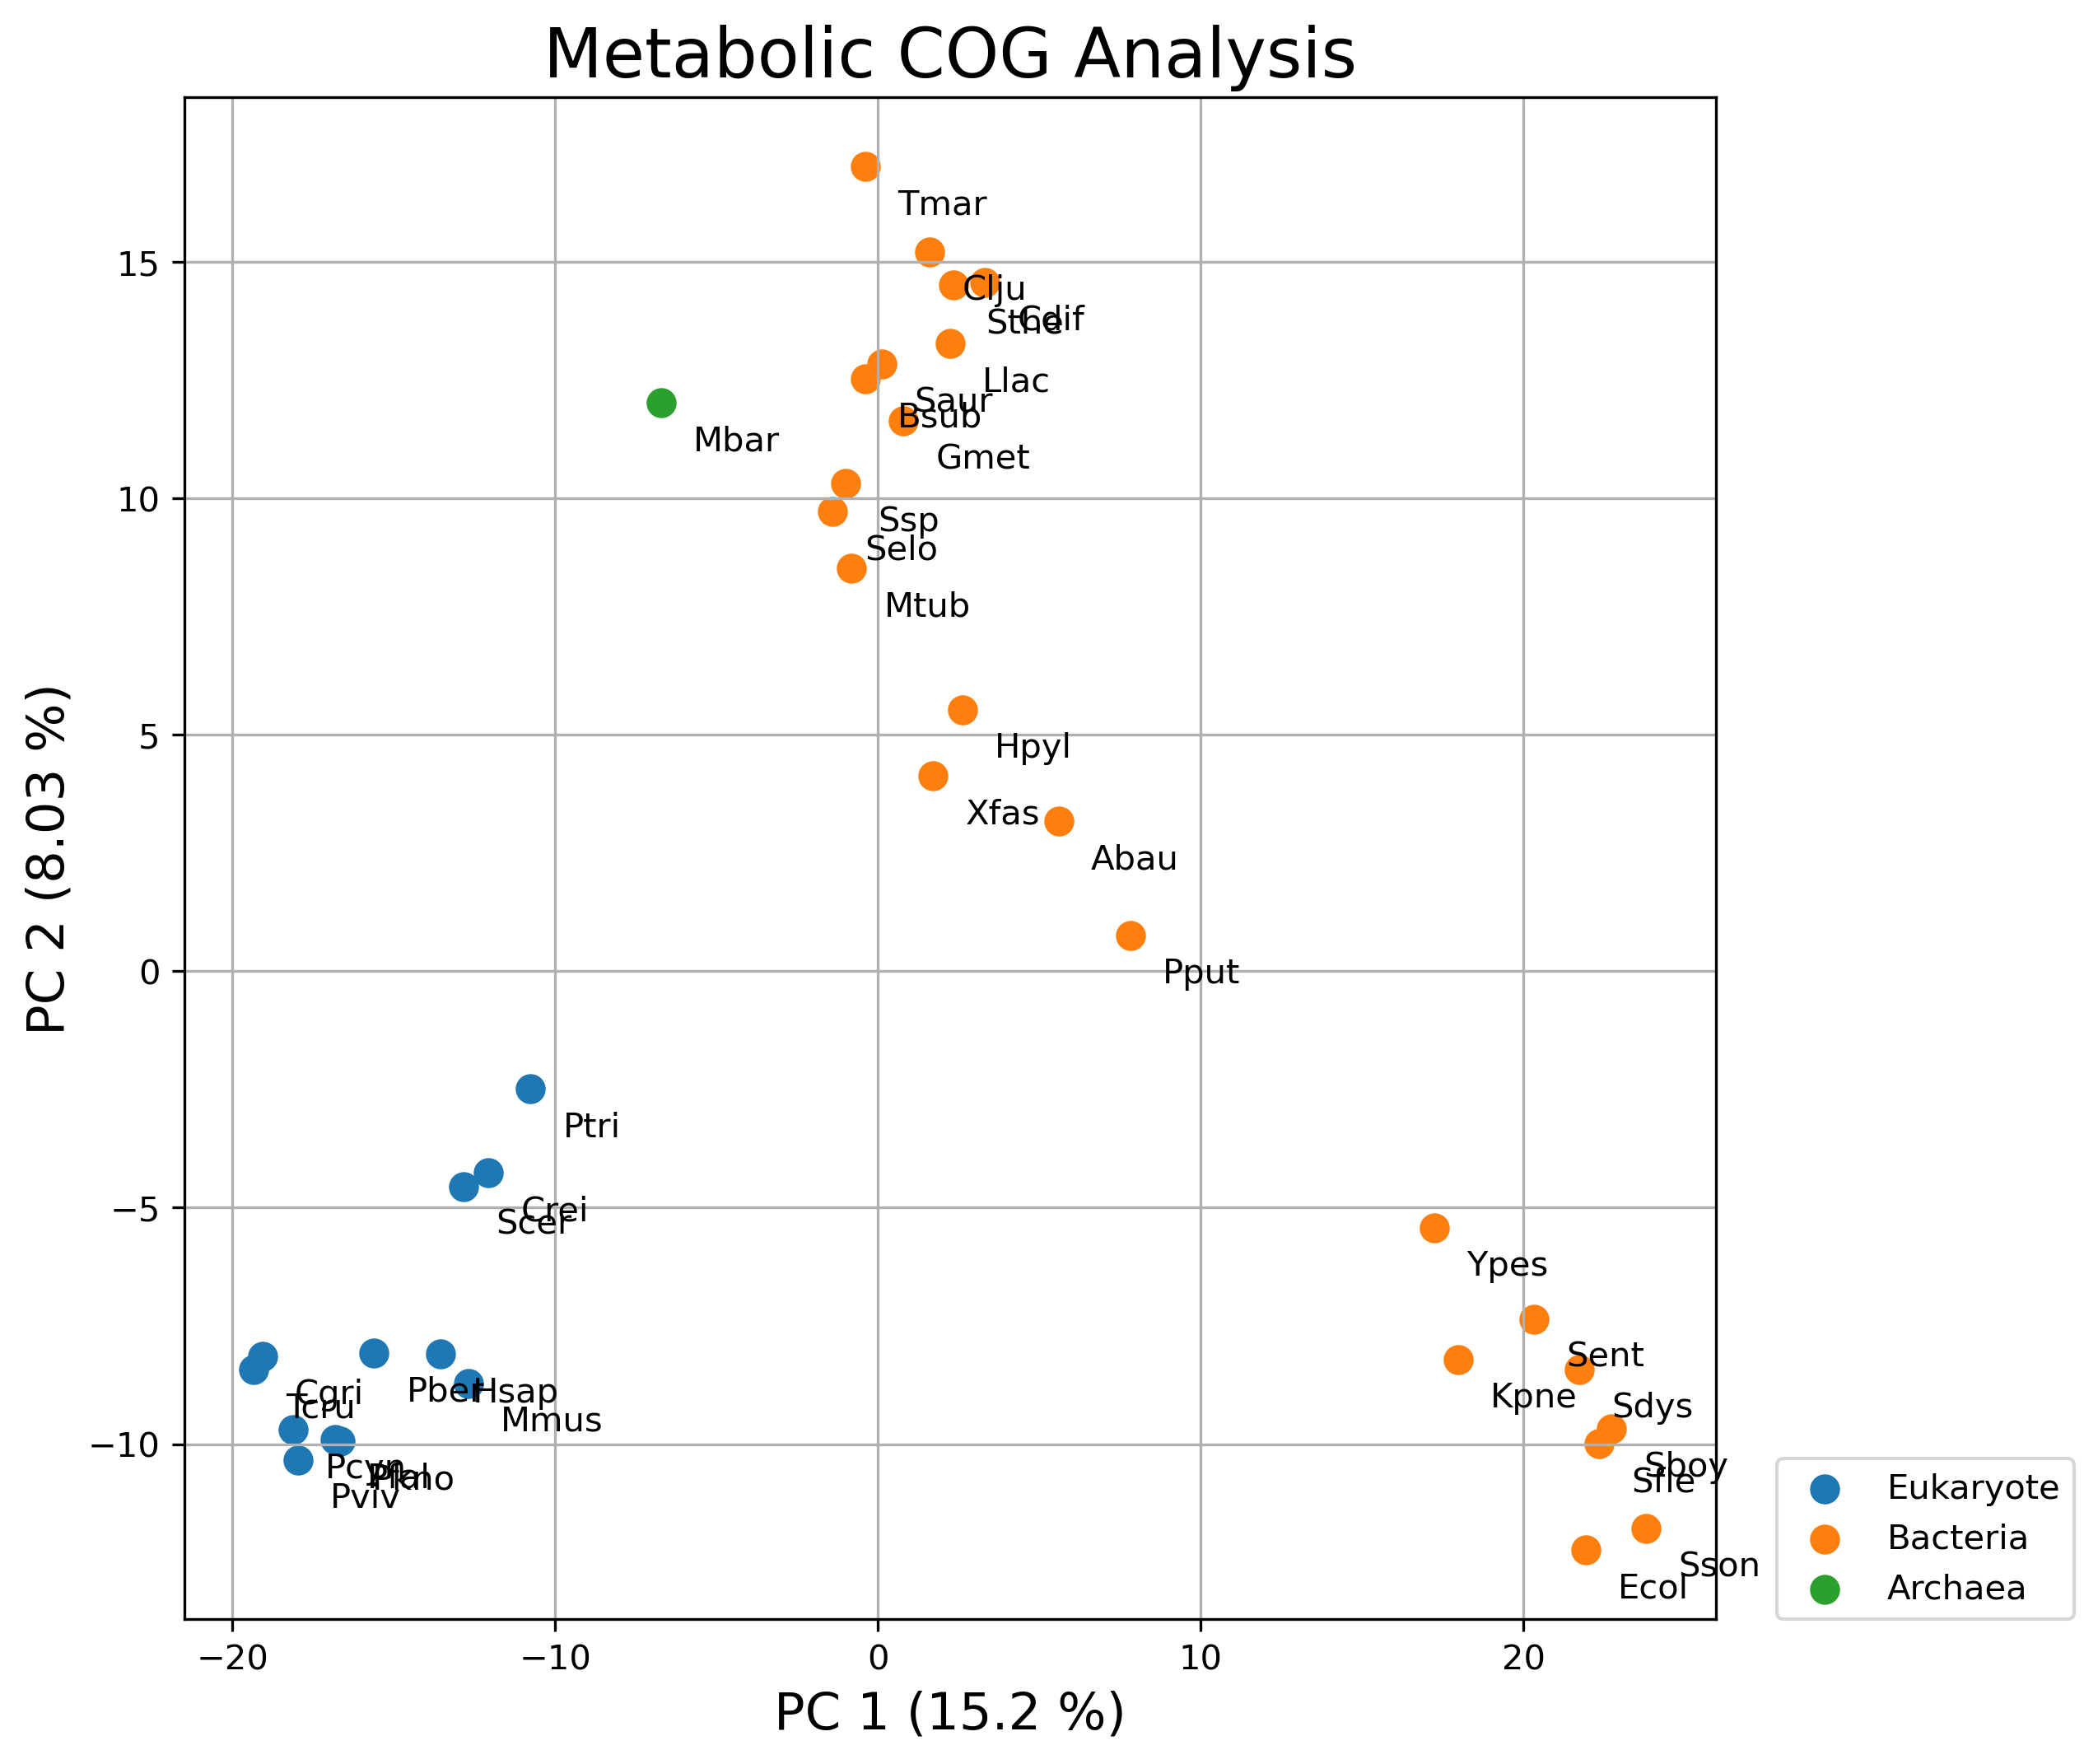 Metabolic COG Analysis
Tmar
Clju
Cdif
Sthe
Llac
Saur
Bsub
Mbar
Gmet
Ssp
Selo
Mtub
Hpyl
Xfas
Abau
Pput
Ptri
Crei
Scer
Ypes
Sent
Cgri
Tcru
Pber
Hsap
Mmus
Kpne
Sdys
Pcyn
Pfal
Pkno
Pviv
Sboy
Sfle
Sson
Ecol
15
10
5
0
−5
−10
−20
−10
0
10
20
PC 2 (8.03 %)
PC 1 (15.2 %)
Eukaryote
Bacteria
Archaea